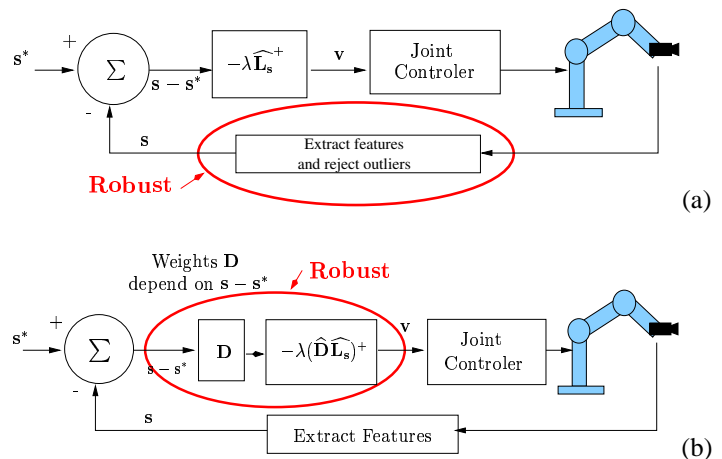 s*
+
Σ
-
s − s*
−λL̂ₛ⁺
v
Joint
Controler
s
Extract features
and reject outliers
Robust
(a)
Weights D
depend on s − s*
Robust
s*
+
Σ
-
s − s*
D
−λ(D̂L̂ₛ)⁺
v
Joint
Controler
s
Extract Features
(b)